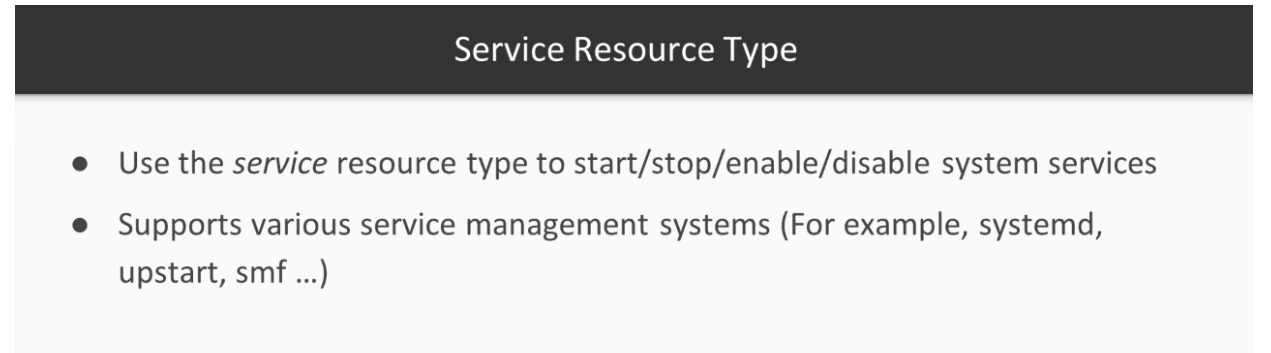 Service Resource Type
● Use the service resource type to start/stop/enable/disable system services
● Supports various service management systems (For example, systemd,
upstart, smf ...)